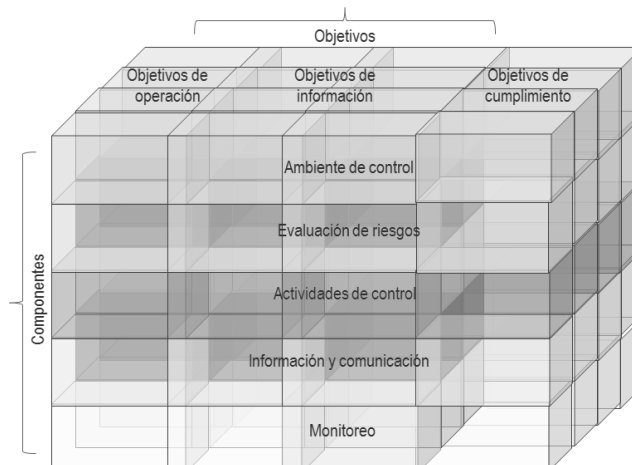 Objetivos
Objetivos de
operación
Objetivos de
información
Objetivos de
cumplimiento
Componentes
Ambiente de control
Evaluación de riesgos
Actividades de control
Información y comunicación
Monitoreo